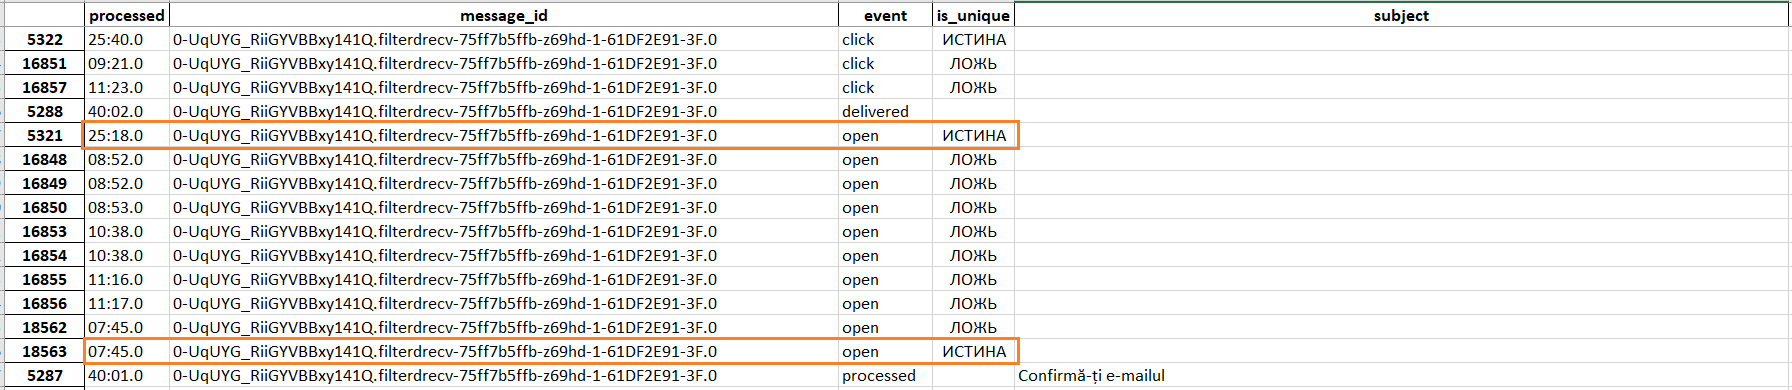 processed message_id event is_unique subject
5322 25:40.0 0-UqUYG_RiiGYVBBxy141Q.filterdrecv-75ff7b5ffb-z69hd-1-61DF2E91-3F.0 click ИСТИНА
16851 09:21.0 0-UqUYG_RiiGYVBBxy141Q.filterdrecv-75ff7b5ffb-z69hd-1-61DF2E91-3F.0 click ЛОЖЬ
16857 11:23.0 0-UqUYG_RiiGYVBBxy141Q.filterdrecv-75ff7b5ffb-z69hd-1-61DF2E91-3F.0 click ЛОЖЬ
5288 40:02.0 0-UqUYG_RiiGYVBBxy141Q.filterdrecv-75ff7b5ffb-z69hd-1-61DF2E91-3F.0 delivered
5321 25:18.0 0-UqUYG_RiiGYVBBxy141Q.filterdrecv-75ff7b5ffb-z69hd-1-61DF2E91-3F.0 open ИСТИНА
16848 08:52.0 0-UqUYG_RiiGYVBBxy141Q.filterdrecv-75ff7b5ffb-z69hd-1-61DF2E91-3F.0 open ЛОЖЬ
16849 08:52.0 0-UqUYG_RiiGYVBBxy141Q.filterdrecv-75ff7b5ffb-z69hd-1-61DF2E91-3F.0 open ЛОЖЬ
16850 08:53.0 0-UqUYG_RiiGYVBBxy141Q.filterdrecv-75ff7b5ffb-z69hd-1-61DF2E91-3F.0 open ЛОЖЬ
16853 10:38.0 0-UqUYG_RiiGYVBBxy141Q.filterdrecv-75ff7b5ffb-z69hd-1-61DF2E91-3F.0 open ЛОЖЬ
16854 10:38.0 0-UqUYG_RiiGYVBBxy141Q.filterdrecv-75ff7b5ffb-z69hd-1-61DF2E91-3F.0 open ЛОЖЬ
16855 11:16.0 0-UqUYG_RiiGYVBBxy141Q.filterdrecv-75ff7b5ffb-z69hd-1-61DF2E91-3F.0 open ЛОЖЬ
16856 11:17.0 0-UqUYG_RiiGYVBBxy141Q.filterdrecv-75ff7b5ffb-z69hd-1-61DF2E91-3F.0 open ЛОЖЬ
18562 07:45.0 0-UqUYG_RiiGYVBBxy141Q.filterdrecv-75ff7b5ffb-z69hd-1-61DF2E91-3F.0 open ЛОЖЬ
18563 07:45.0 0-UqUYG_RiiGYVBBxy141Q.filterdrecv-75ff7b5ffb-z69hd-1-61DF2E91-3F.0 open ИСТИНА
5287 40:01.0 0-UqUYG_RiiGYVBBxy141Q.filterdrecv-75ff7b5ffb-z69hd-1-61DF2E91-3F.0 processed Confirmă-ți e-mailul